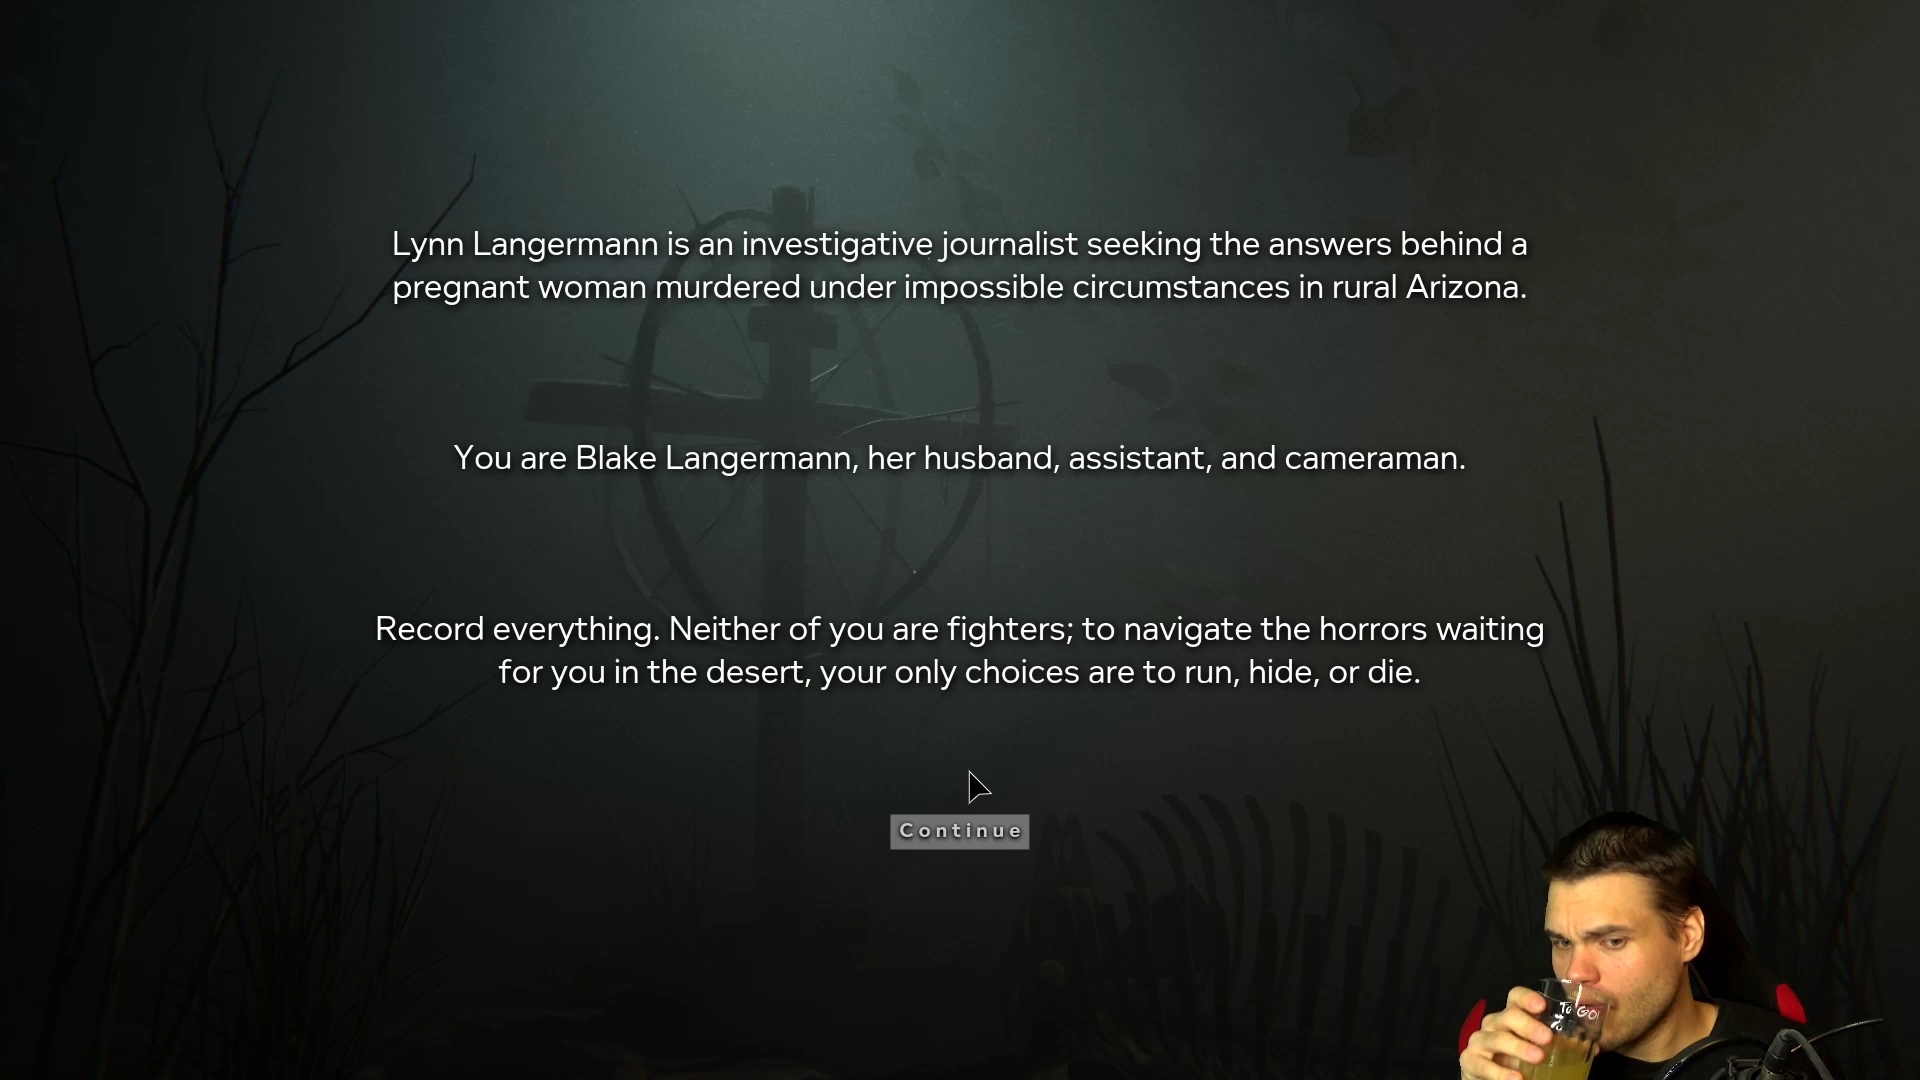 Lynn Langermann is an investigative journalist seeking the answers behind a
pregnant woman murdered under impossible circumstances in rural Arizona.
You are Blake Langermann, her husband, assistant, and cameraman.
Record everything. Neither of you are fighters; to navigate the horrors waiting
for you in the desert, your only choices are to run, hide, or die.
Continue